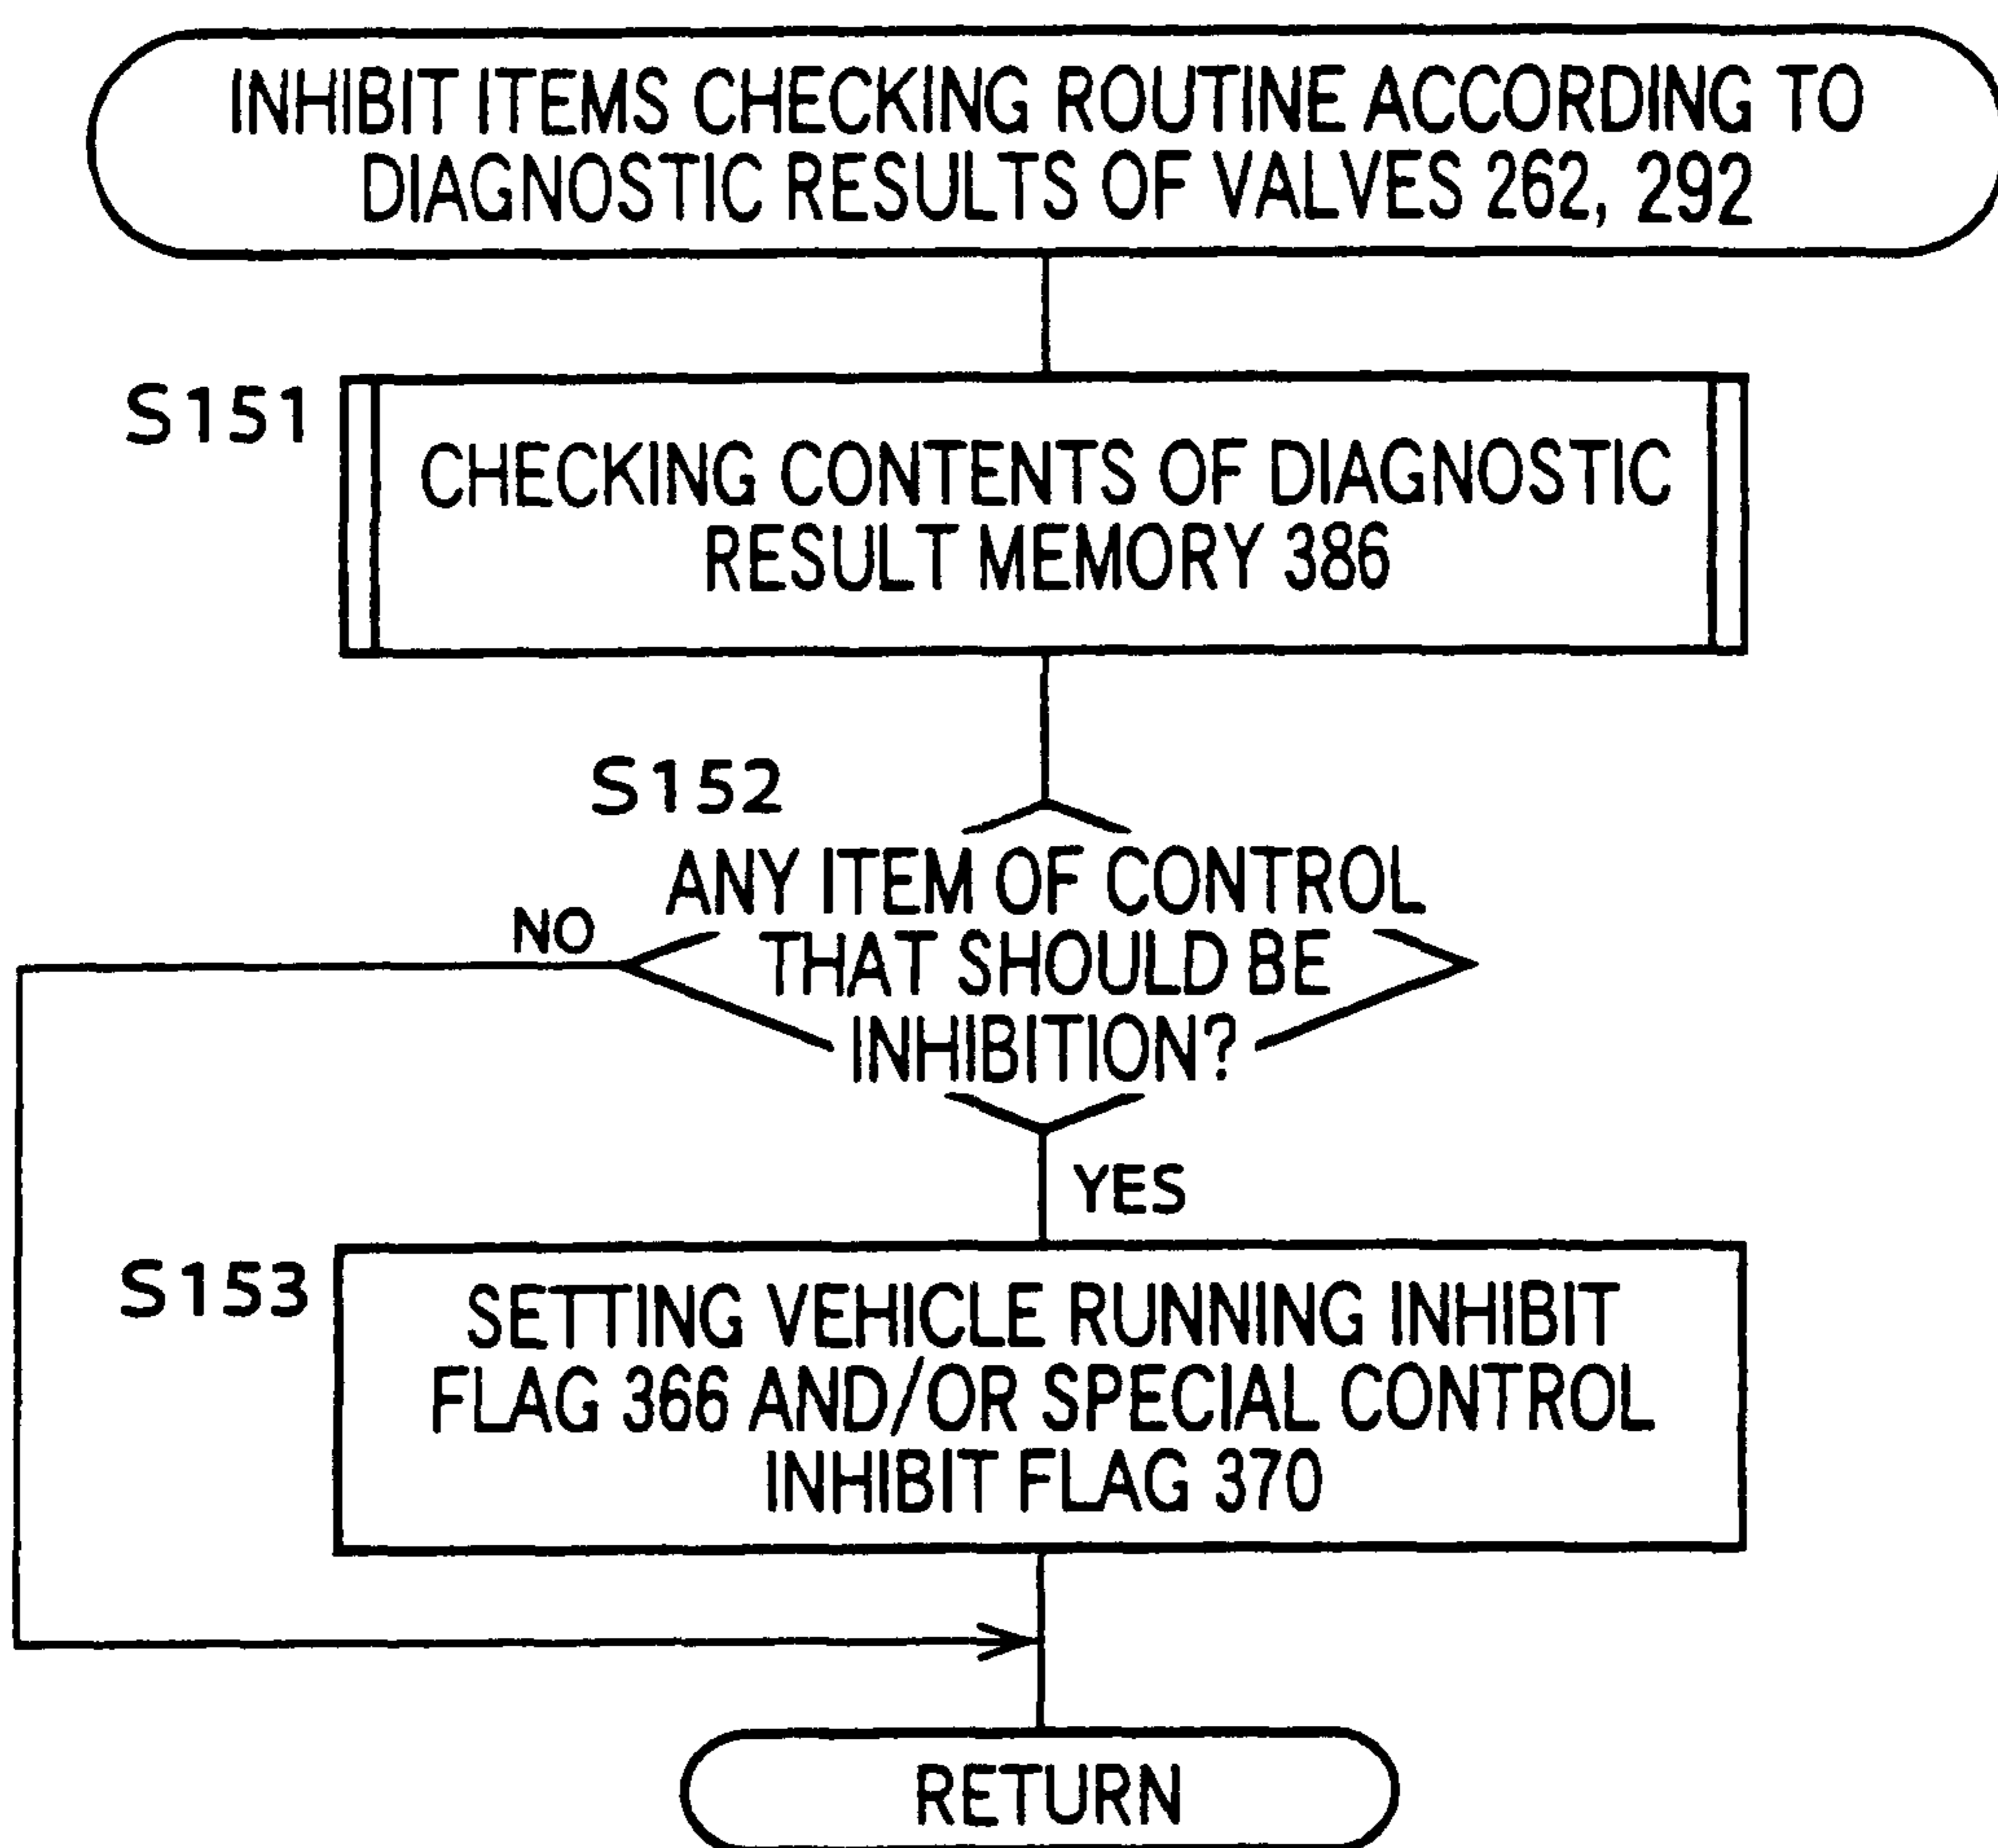 INHIBIT ITEMS CHECKING ROUTINE ACCORDING TO
DIAGNOSTIC RESULTS OF VALVES 262, 292
S151
CHECKING CONTENTS OF DIAGNOSTIC
RESULT MEMORY 386
S152
ANY ITEM OF CONTROL
NO
THAT SHOULD BE
INHIBITION?
YES
S153
SETTING VEHICLE RUNNING INHIBIT
FLAG 366 AND/OR SPECIAL CONTROL
INHIBIT FLAG 370
RETURN